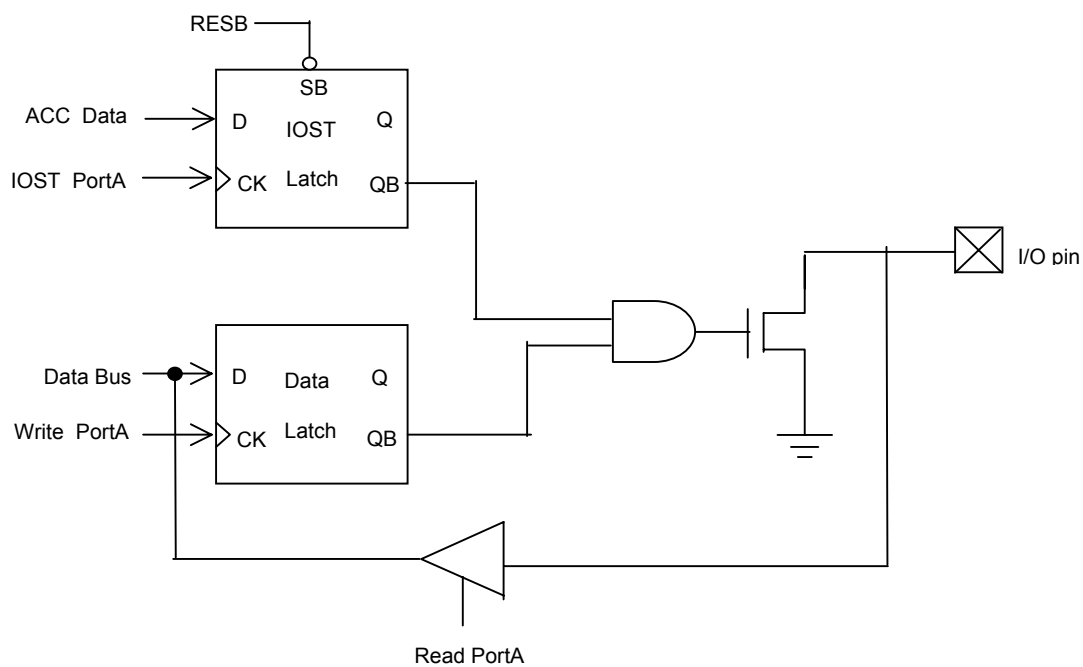 RESB
SB
ACC Data
D
IOST
Q
IOST PortA
CK
Latch
QB
I/O pin
Data Bus
D
Data
Q
Write PortA
CK
Latch
QB
Read PortA